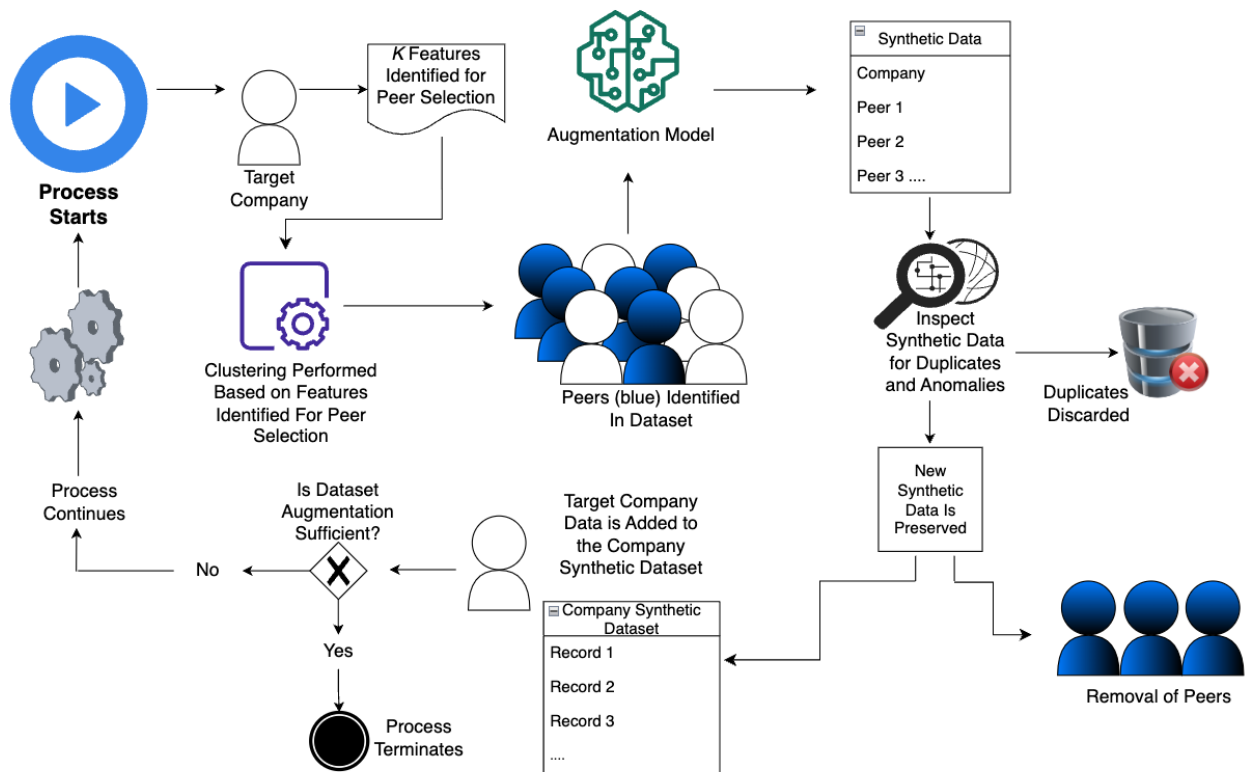 Process
Starts
Target
Company
K Features
Identified for
Peer Selection
Augmentation Model
Synthetic Data
Company
Peer 1
Peer 2
Peer 3 ....
Clustering Performed
Based on Features
Identified For Peer
Selection
Peers (blue) Identified
In Dataset
Inspect
Synthetic Data
for Duplicates
and Anomalies
Duplicates
Discarded
New
Synthetic
Data Is
Preserved
Removal of Peers
Target Company
Data is Added to
the Company
Synthetic Dataset
Company Synthetic
Dataset
Record 1
Record 2
Record 3
....
Is Dataset
Augmentation
Sufficient?
No
Yes
Process
Terminates
Process
Continues